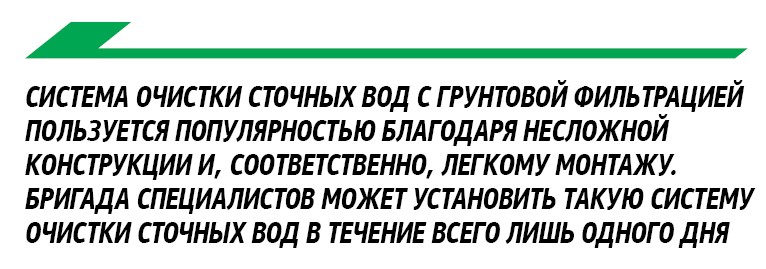 СИСТЕМА ОЧИСТКИ СТОЧНЫХ ВОД С ГРУНТОВОЙ ФИЛЬТРАЦИЕЙ
ПОЛЬЗУЕТСЯ ПОПУЛЯРНОСТЬЮ БЛАГОДАРЯ НЕСЛОЖНОЙ
КОНСТРУКЦИИ И, СООТВЕТСТВЕННО, ЛЕГКОМУ МОНТАЖУ.
БРИГАДА СПЕЦИАЛИСТОВ МОЖЕТ УСТАНОВИТЬ ТАКУЮ СИСТЕМУ
ОЧИСТКИ СТОЧНЫХ ВОД В ТЕЧЕНИЕ ВСЕГО ЛИШЬ ОДНОГО ДНЯ